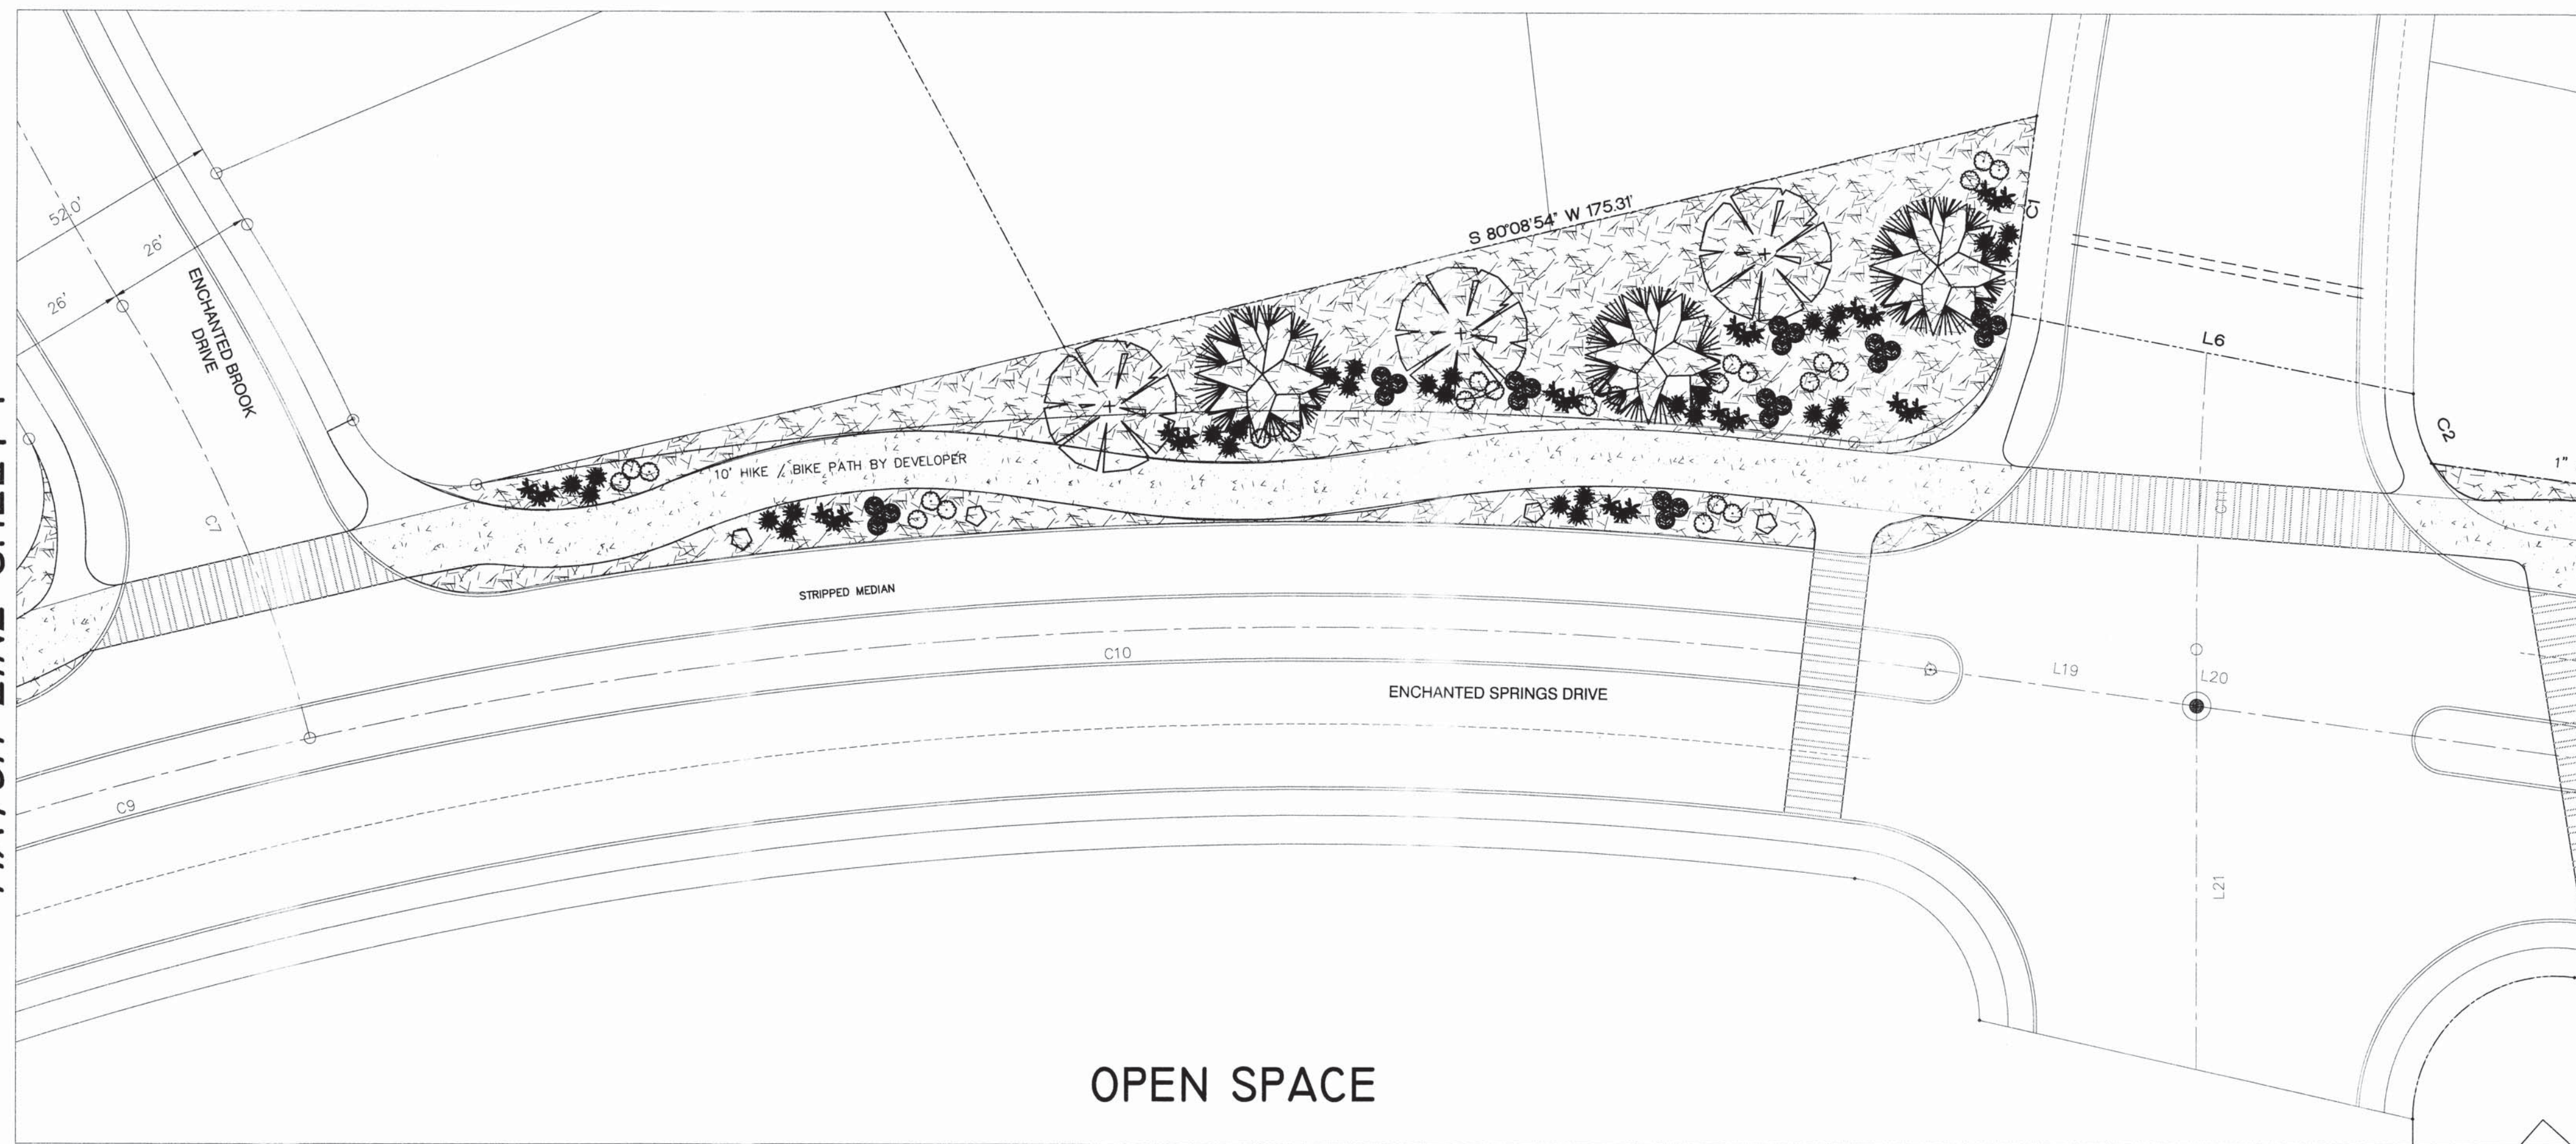 S 80°08'54" W 175.31'
52.0'
26'
26'
ENCHANTED BROOK
DRIVE
L6
C2
1"
10' HIKE / BIKE PATH BY DEVELOPER
C7
C11
STRIPPED MEDIAN
C10
ENCHANTED SPRINGS DRIVE
L19
L20
C9
L21
OPEN SPACE